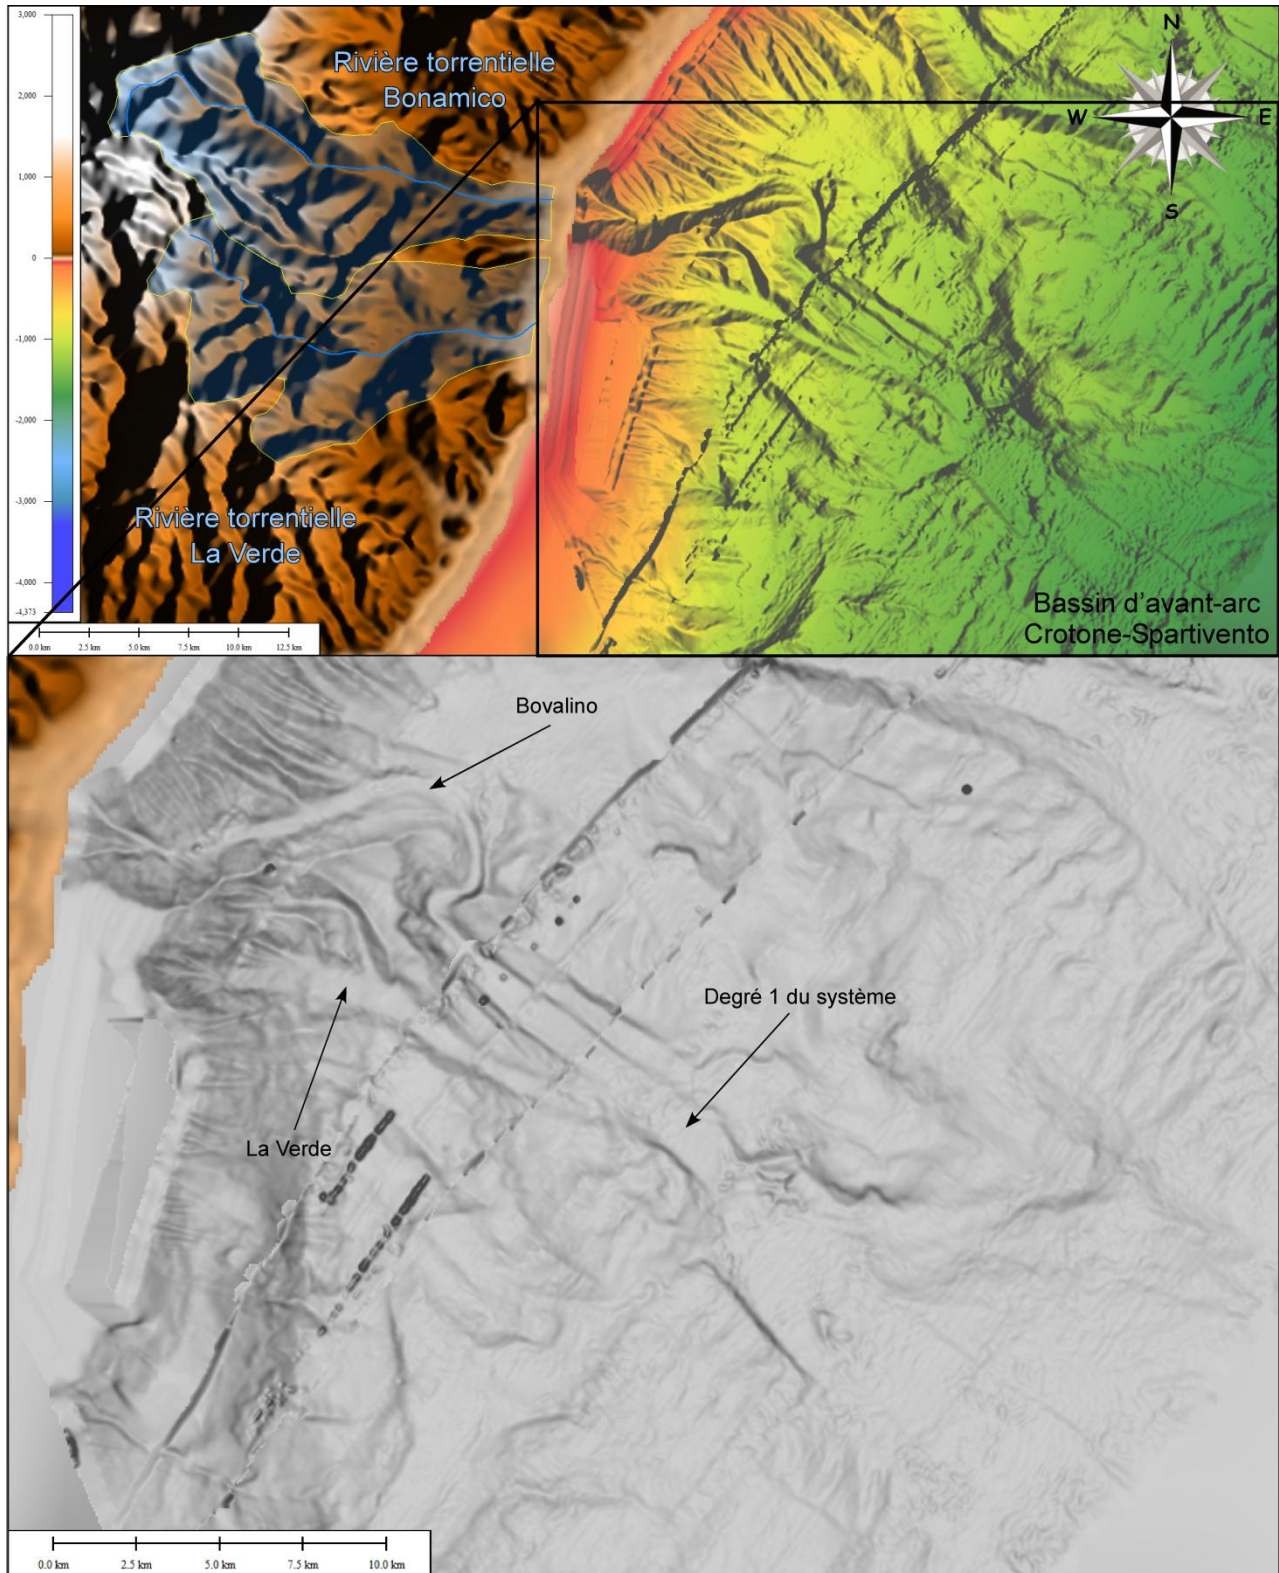 3,000
2,000
1,000
0
-1,000
-2,000
-3,000
-4,000
-4,373
Rivière torrentielle
Bonamico
N
W
E
S
Rivière torrentielle
La Verde
Bassin d'avant-arc
Crotone-Spartivento
0.0 km 2.5 km 5.0 km 7.5 km 10.0 km 12.5 km
Bovalino
Degré 1 du système
La Verde
0.0 km 2.5 km 5.0 km 7.5 km 10.0 km